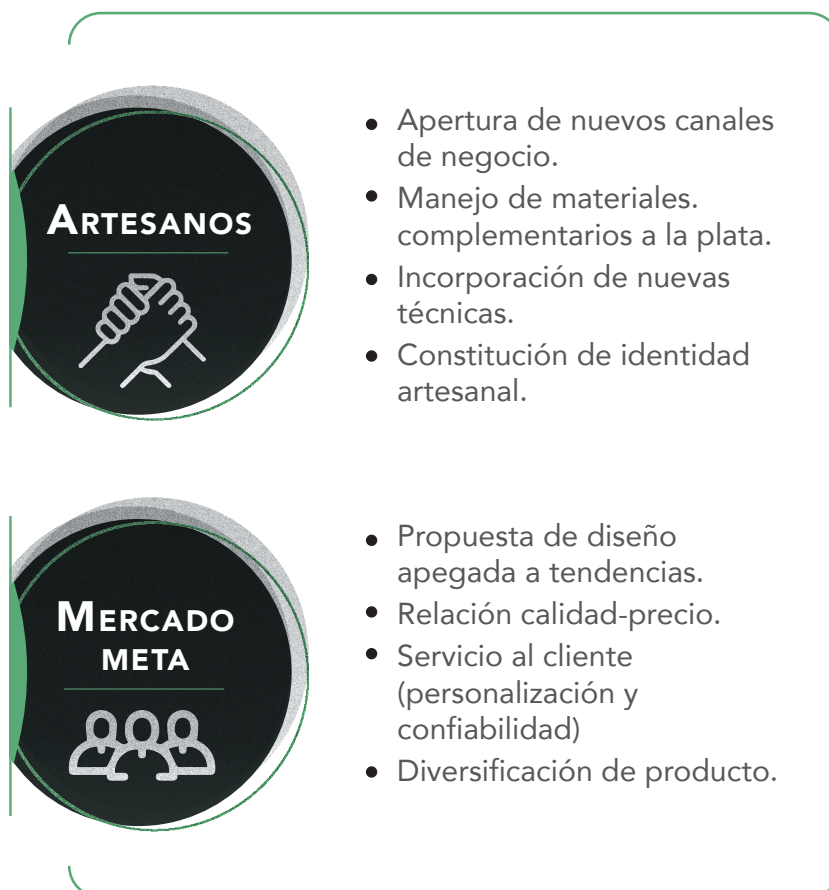 ARTESANOS
• Apertura de nuevos canales
de negocio.
• Manejo de materiales.
complementarios a la plata.
• Incorporación de nuevas
técnicas.
• Constitución de identidad
artesanal.
MERCADO
META
• Propuesta de diseño
apegada a tendencias.
• Relación calidad-precio.
• Servicio al cliente
(personalización y
confiabilidad)
• Diversificación de producto.